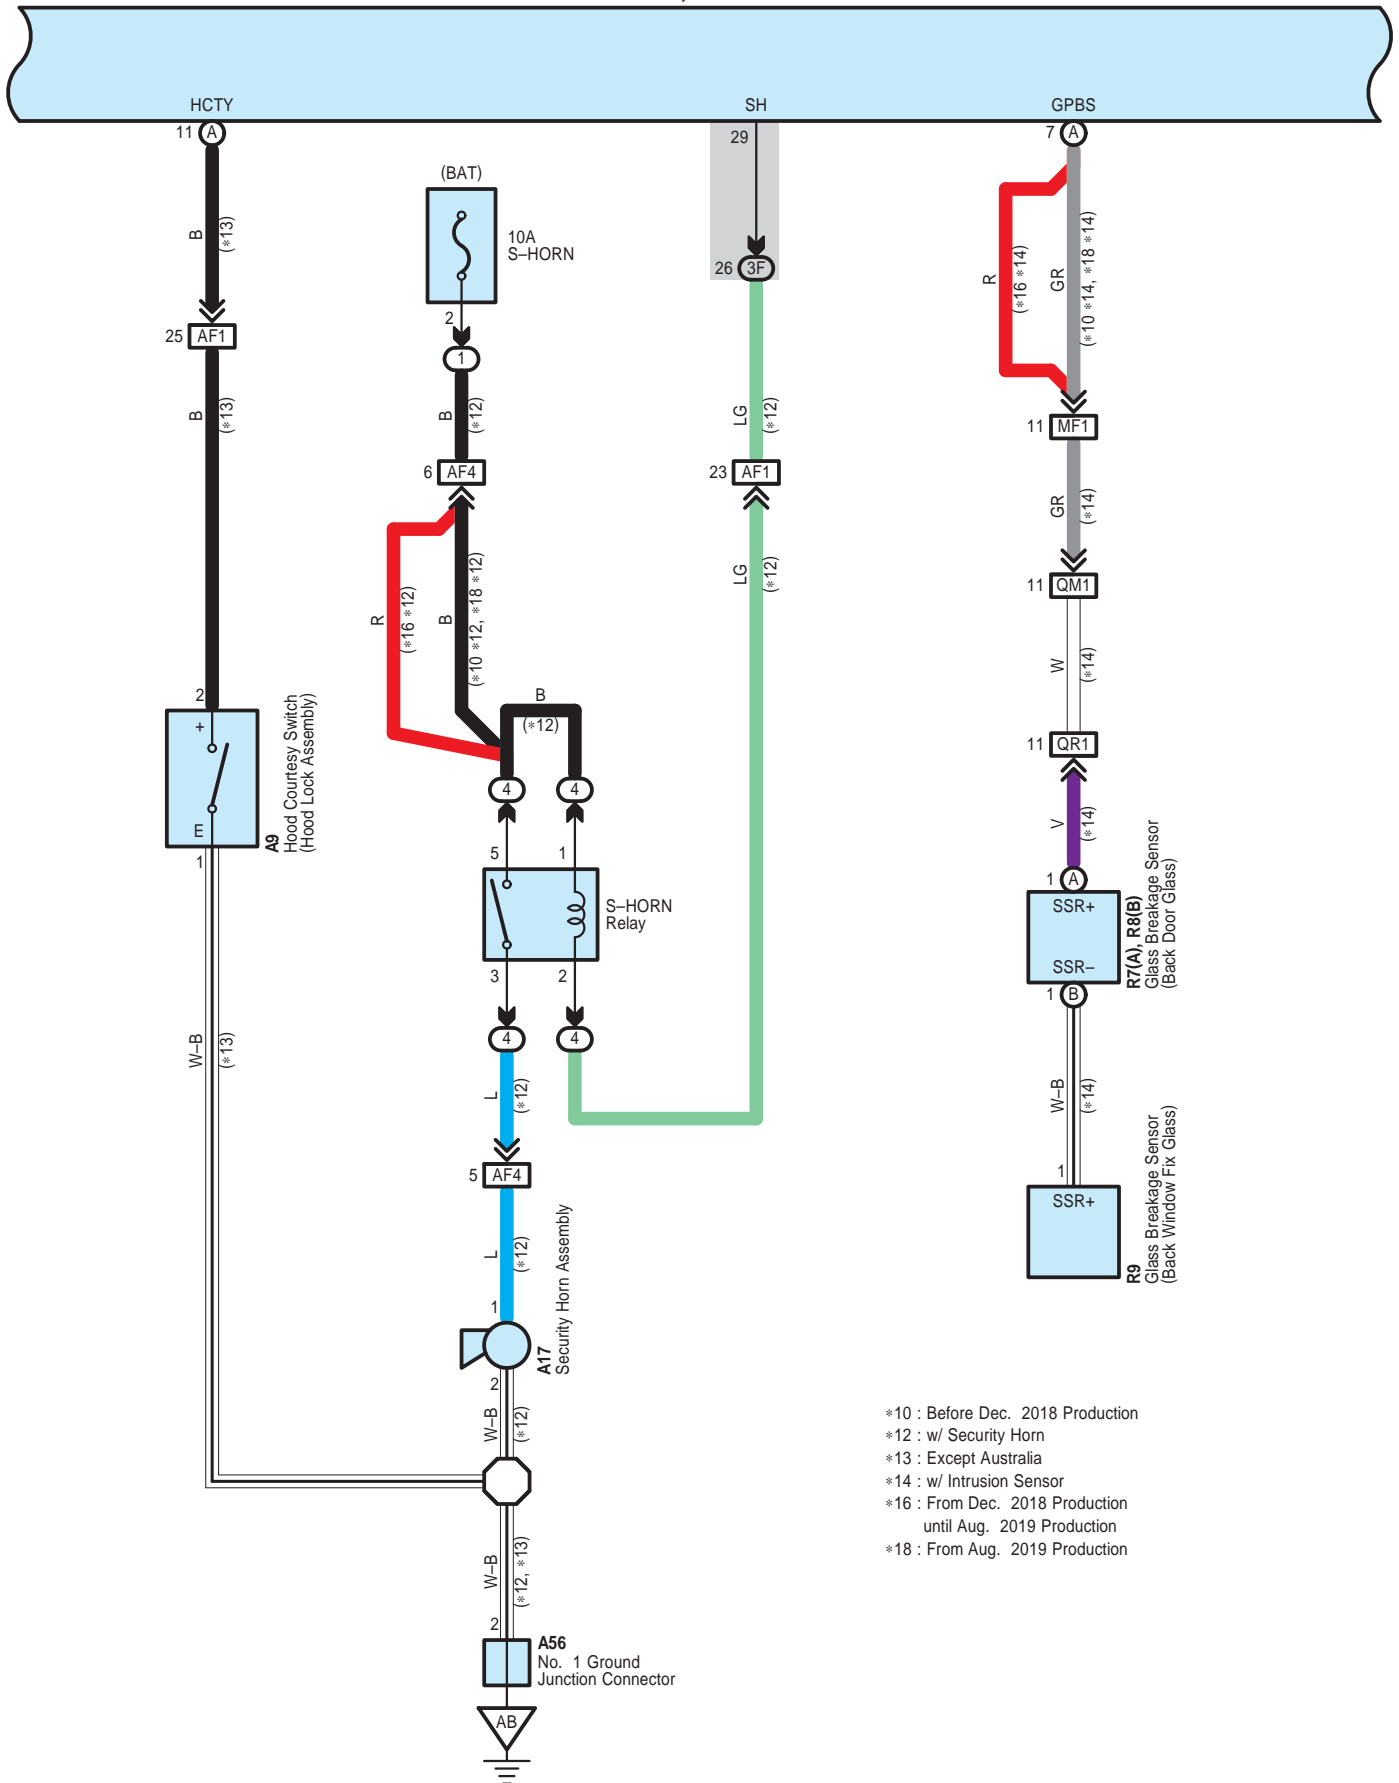 HCTY
SH
GPBS
11 A
29
7 A
(BAT)
10A
S–HORN
B
(*13)
26 3F
R
(*16 *14)
GR
(*10 *14, *18 *14)
2
25 AF1
1
B
(*13)
B
(*12)
LG
(*12)
11 MF1
6 AF4
23 AF1
GR
(*14)
R
(*16 *12)
B
(*10 *12, *18 *12)
LG
(*12)
11 QM1
W
(*14)
2
+
E
1
A9
Hood Courtesy Switch
(Hood Lock Assembly)
B
(*12)
11 QR1
4
4
V
(*14)
5
1
S–HORN
Relay
3
2
1 A
SSR+
SSR–
1 B
R7(A), R8(B)
Glass Breakage Sensor
(Back Door Glass)
4
4
W–B
(*13)
L
(*12)
W–B
(*14)
5 AF4
1
SSR+
R9
Glass Breakage Sensor
(Back Window Fix Glass)
L
(*12)
1
A17
Security Horn Assembly
2
W–B
(*12)
*10 : Before Dec. 2018 Production
*12 : w/ Security Horn
*13 : Except Australia
*14 : w/ Intrusion Sensor
*16 : From Dec. 2018 Production
until Aug. 2019 Production
*18 : From Aug. 2019 Production
W–B
(*12, *13)
2
A56
No. 1 Ground
Junction Connector
AB